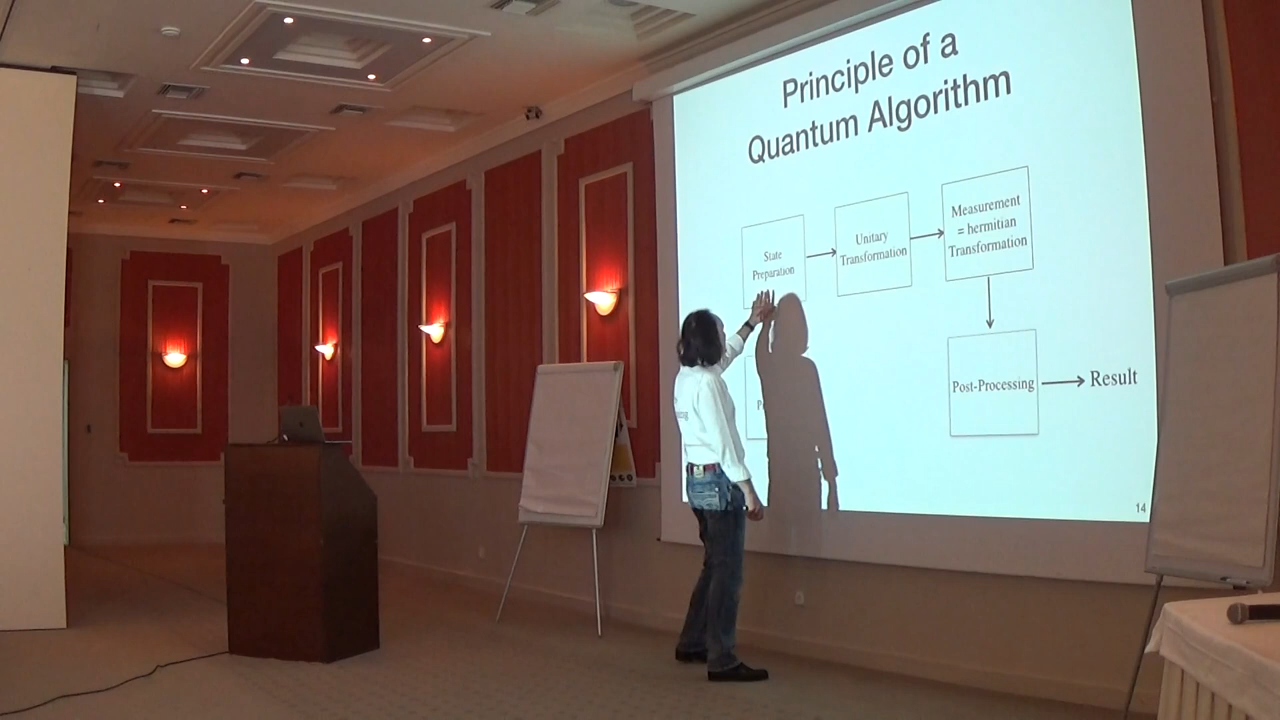 Principle of a
Quantum Algorithm
State
Preparation
Unitary
Transformation
Measurement
= hermitian
Transformation
Post-Processing
Result
14